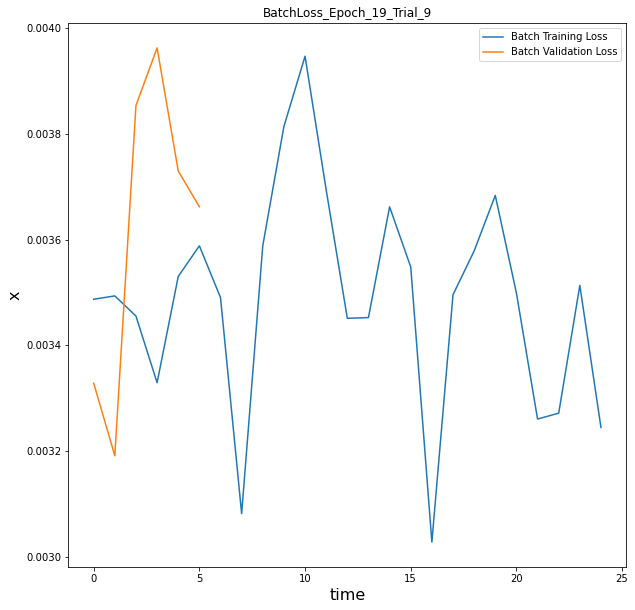 BatchLoss_Epoch_19_Trial_9
Batch Training Loss
Batch Validation Loss
0.0040
0.0038
0.0036
0.0034
0.0032
0.0030
x
0 5 10 15 20 25
time